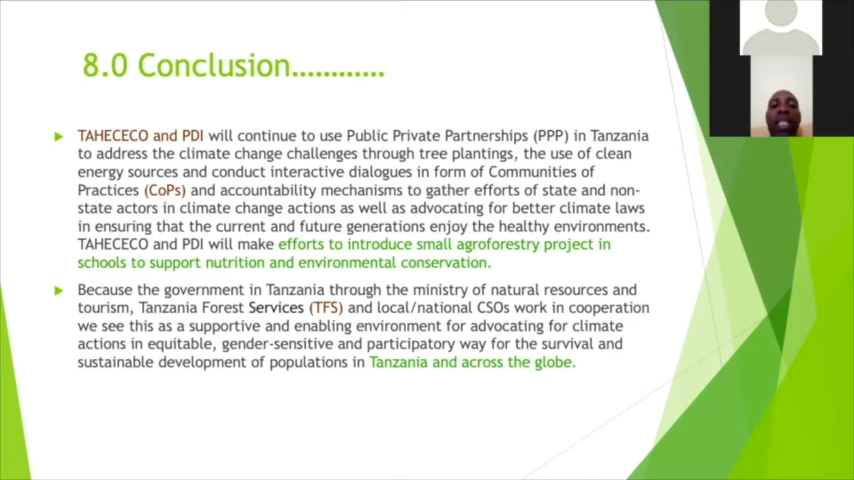 8.0 Conclusion............
TAHECECO and PDI will continue to use Public Private Partnerships (PPP) in Tanzania
to address the climate change challenges through tree plantings, the use of clean
energy sources and conduct interactive dialogues in form of Communities of
Practices (CoPs) and accountability mechanisms to gather efforts of state and non-
state actors in climate change actions as well as advocating for better climate laws
in ensuring that the current and future generations enjoy the healthy environments.
TAHECECO and PDI will make efforts to introduce small agroforestry project in
schools to support nutrition and environmental conservation.
Because the government in Tanzania through the ministry of natural resources and
tourism, Tanzania Forest Services (TFS) and local/national CSOs work in cooperation
we see this as a supportive and enabling environment for advocating for climate
actions in equitable, gender-sensitive and participatory way for the survival and
sustainable development of populations in Tanzania and across the globe.